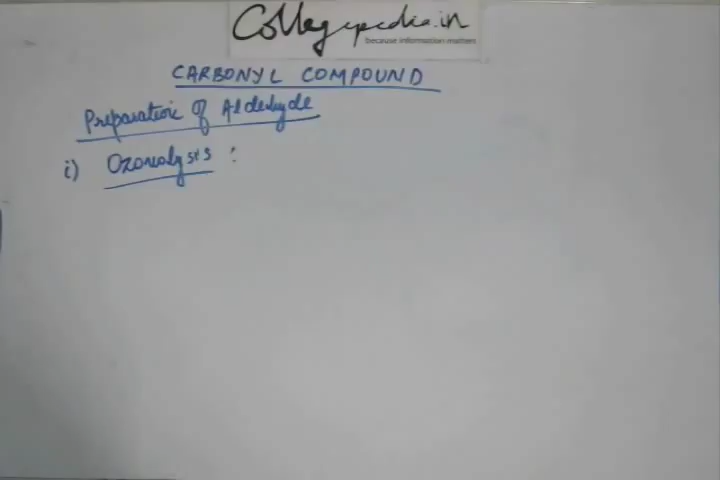 Collegepedia.in
because information matters
CARBONYL COMPOUND
Preparation of Aldehyde
i) Ozonolysis :